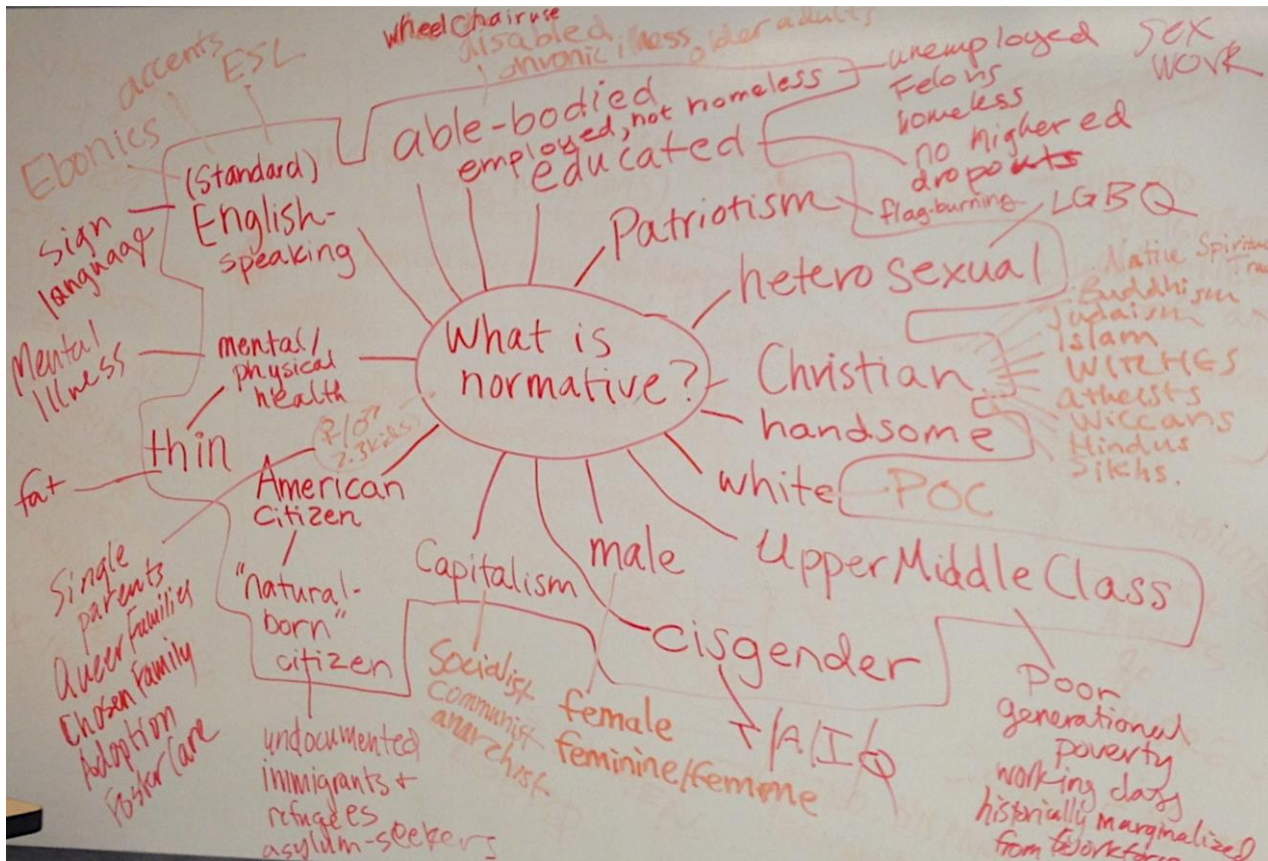 wheelchair use
disabled
chronic illness, older adults
accents
ESL
Ebonics
Sign
language
(Standard)
English-
speaking
able-bodied
employed, not homeless
educated
unemployed
Felons
homeless
no higher ed
dropouts
Sex
work
Patriotism
flag-burning
LGBQ
heterosexual
Native Spiritua
Tra
Buddhism
Judaism
Islam
WITCHES
atheists
Wiccans
Hindus
Sikhs.
What is
normative?
Mental
Illness
mental/
physical
health
thin
fat
♀/♂
2.3 kids
Christian
handsome
white
POC
American
citizen
"natural-
born"
citizen
Single
parents
Queer Families
Chosen Family
Adoption
Foster Care
undocumented
immigrants +
refugees
asylum-seekers
Capitalism
Socialist
communist
anarchist
male
female
feminine/femme
cisgender
T/A/I/Q
Upper Middle Class
Poor
generational
poverty
working class
historically marginalized
from